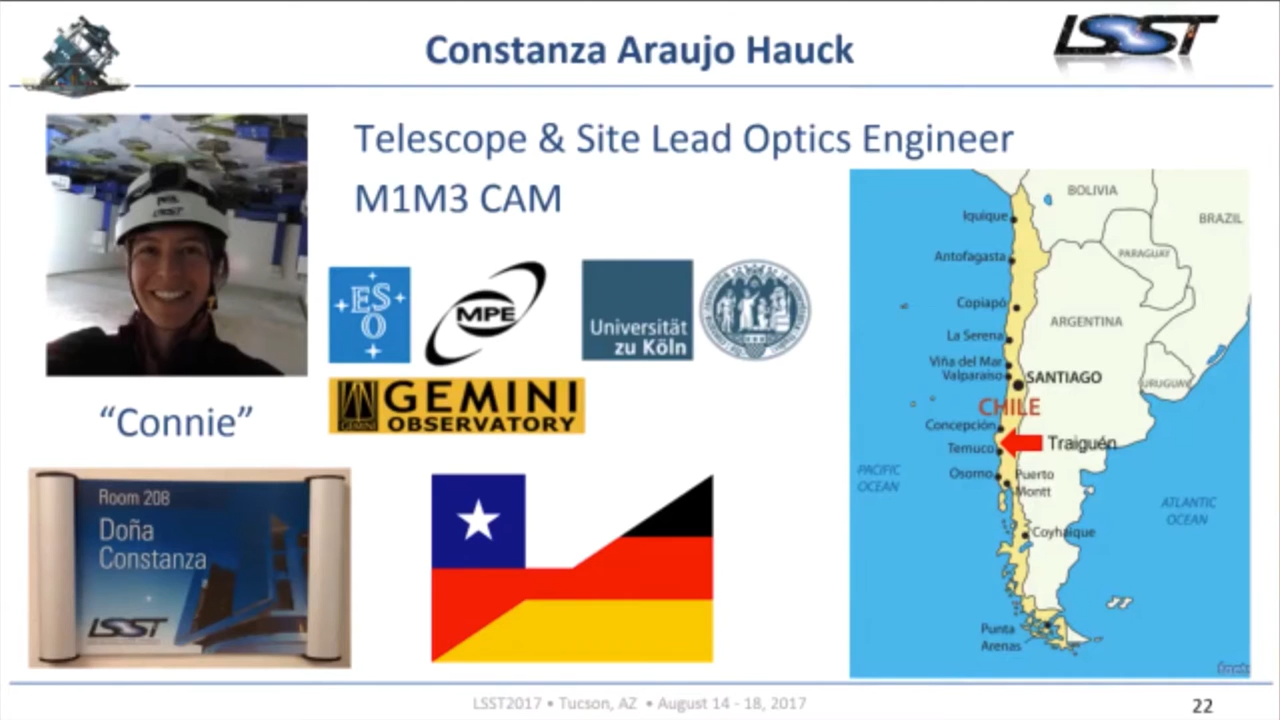 Constanza Araujo Hauck
LSST
Telescope & Site Lead Optics Engineer
M1M3 CAM
LSST
ESO
MPE
Universität
zu Köln
GEMINI
OBSERVATORY
GEMINI
“Connie”
Room 208
Doña
Constanza
LSST
BOLIVIA
BRAZIL
Iquique
PARAGUAY
Antofagasta
Copiapó
ARGENTINA
La Serena
Viña del Mar
Valparaiso
SANTIAGO
URUGUAY
CHILE
Concepción
Traiguén
Temuco
PACIFIC
OCEAN
Osorno
Puerto
Montt
ATLANTIC
OCEAN
Coyhaique
Punta
Arenas
LSST2017 • Tucson, AZ • August 14 - 18, 2017
22